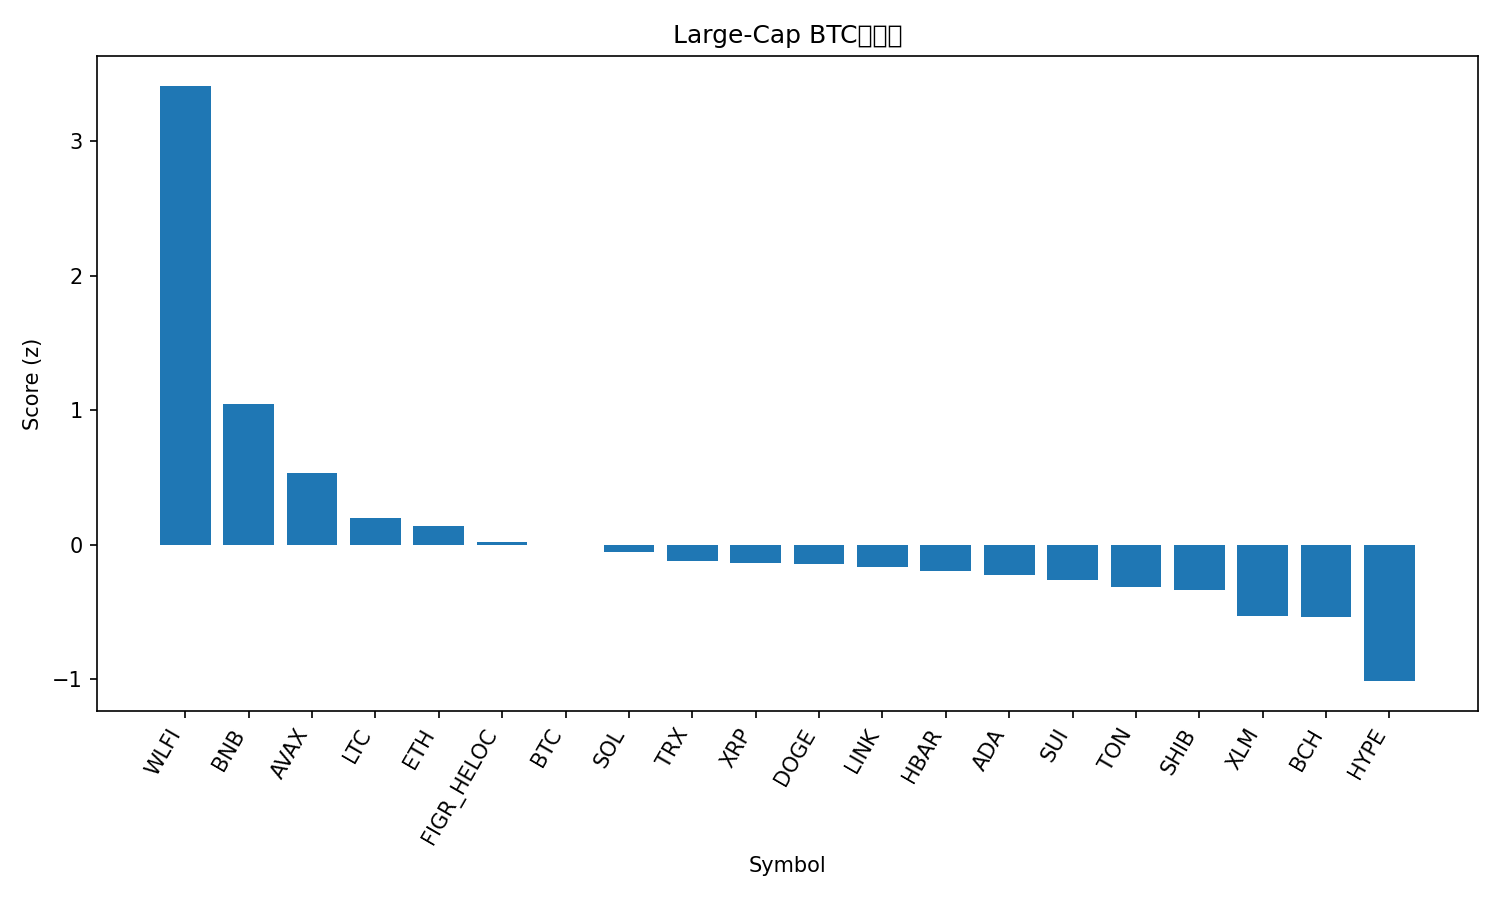 Large-Cap BTC
3
2
1
0
−1
Score (z)
WLFI
BNB
AVAX
LTC
ETH
FIGR_HELOC
BTC
SOL
TRX
XRP
DOGE
LINK
HBAR
ADA
SUI
TON
SHIB
XLM
BCH
HYPE
Symbol